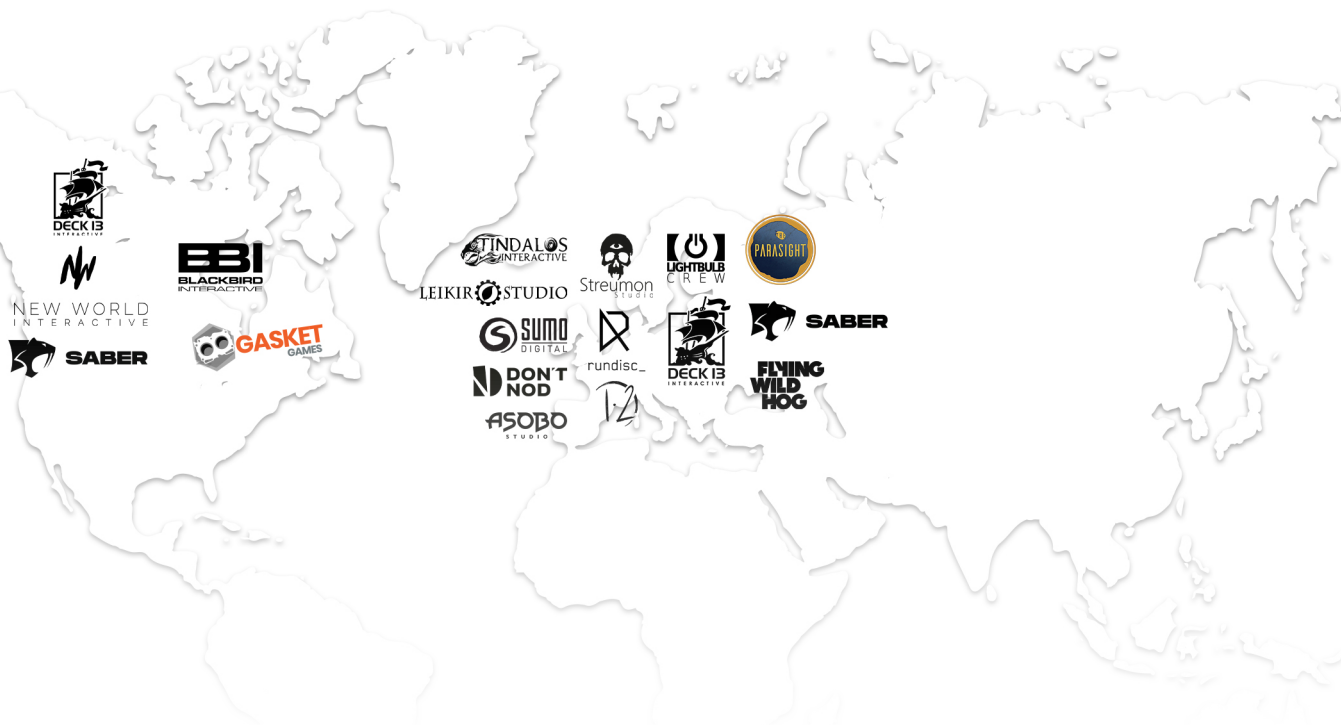 DECK 13
INTERACTIVE
NW
NEW WORLD
INTERACTIVE
SABER
BBI
BLACKBIRD
INTERACTIVE
GASKET
GAMES
TINDALOS
INTERACTIVE
LEIKIR STUDIO
SUMO
DIGITAL
DON'T
NOD
ASOBO
STUDIO
Streumon
Studio
rundisc_
LIGHTBULB
CREW
DECK 13
INTERACTIVE
PARASIGHT
SABER
FLYING
WILD
HOG